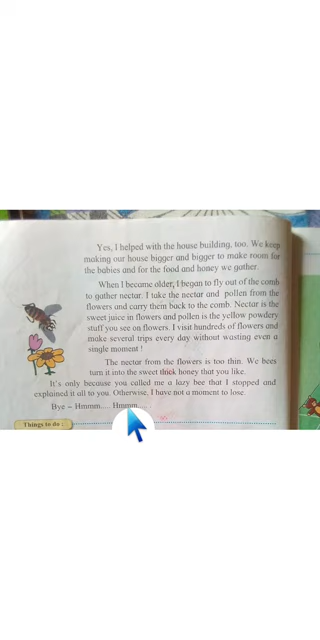 Yes, I helped with the house building, too. We keep
making our house bigger and bigger to make room for
the babies and for the food and honey we gather.
When I became older, I began to fly out of the comb
to gather nectar. I take the nectar and pollen from the
flowers and carry them back to the comb. Nectar is the
sweet juice in flowers and pollen is the yellow powdery
stuff you see on flowers. I visit hundreds of flowers and
make several trips every day without wasting even a
single moment !
The nectar from the flowers is too thin. We bees
turn it into the sweet thick honey that you like.
It's only because you called me a lazy bee that I stopped and
explained it all to you. Otherwise, I have not a moment to lose.
Bye – Hmmm.... Hmmm.....
Things to do :